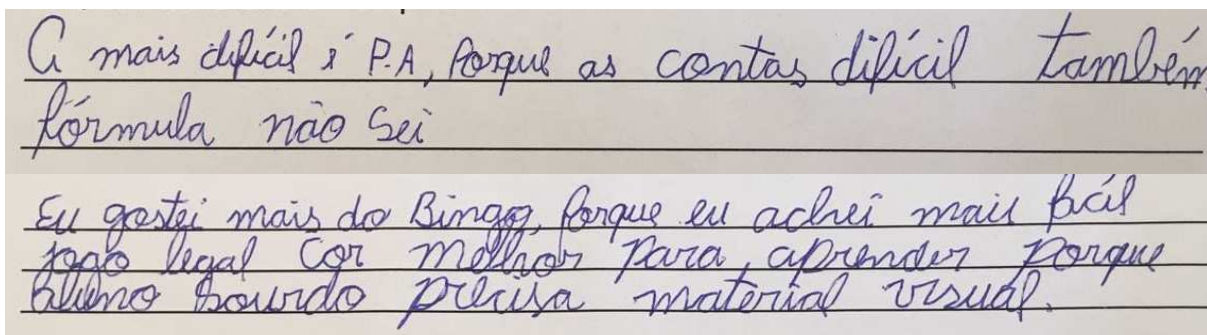 A mais difícil é P.A, Porque as contas difícil também
fórmula não Sei
Eu gostei mais do Bingo, Porque eu achei mais fácil
jogo legal Cor melhor Para, aprender Porque
aluno Sourdo precisa material visual.